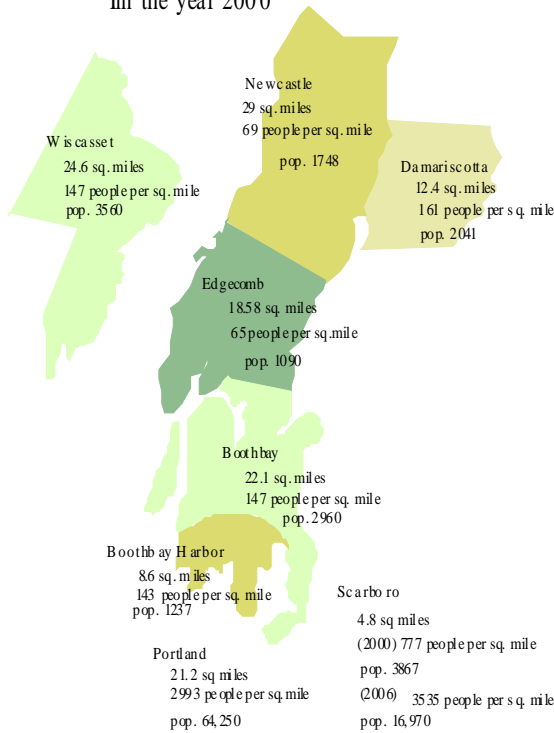 in the year 2000
Newcastle
29 sq. miles
69 people per sq. mile
pop. 1748
Wiscasset
24.6 sq. miles
147 people per sq. mile
pop. 3560
Damariscotta
12.4 sq. miles
161 people per sq. mile
pop. 2041
Edgecomb
18.58 sq. miles
65 people per sq.mile
pop. 1090
Boothbay
22.1 sq. miles
147 people per sq. mile
pop. 2960
Boothbay Harbor
8.6 sq. miles
143 people per sq. mile
pop. 1237
Scarboro
4.8 sq miles
(2000) 777 people per sq. mile
pop. 3867
(2006) 3535 people per sq. mile
pop. 16,970
Portland
21.2 sq. miles
2993 people per sq. mile
pop. 64,250